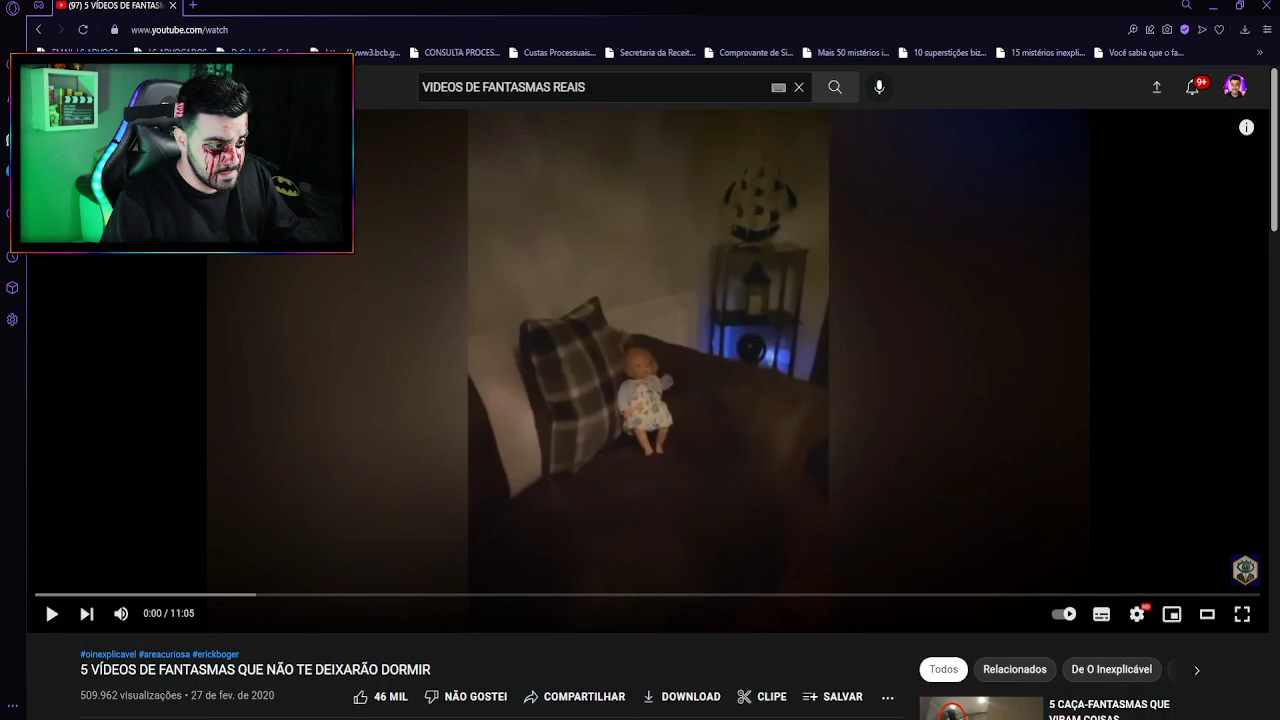 (97) 5 VÍDEOS DE FANTASM
www.youtube.com/watch
CONSULTA PROCES...
Custas Processuais...
Secretaria da Receit...
Comprovante de Si...
Mais 50 mistérios i...
10 superstições biz...
15 mistérios inexpli...
Você sabia que o fa...
VIDEOS DE FANTASMAS REAIS
9+
0:00 / 11:05
HD
#oinexplicavel #areacuriosa #erickboger
5 VÍDEOS DE FANTASMAS QUE NÃO TE DEIXARÃO DORMIR
509.962 visualizações • 27 de fev. de 2020
46 MIL
NÃO GOSTEI
COMPARTILHAR
DOWNLOAD
CLIPE
SALVAR
Todos
Relacionados
De O Inexplicável
5 CAÇA-FANTASMAS QUE
VIRAM COISAS